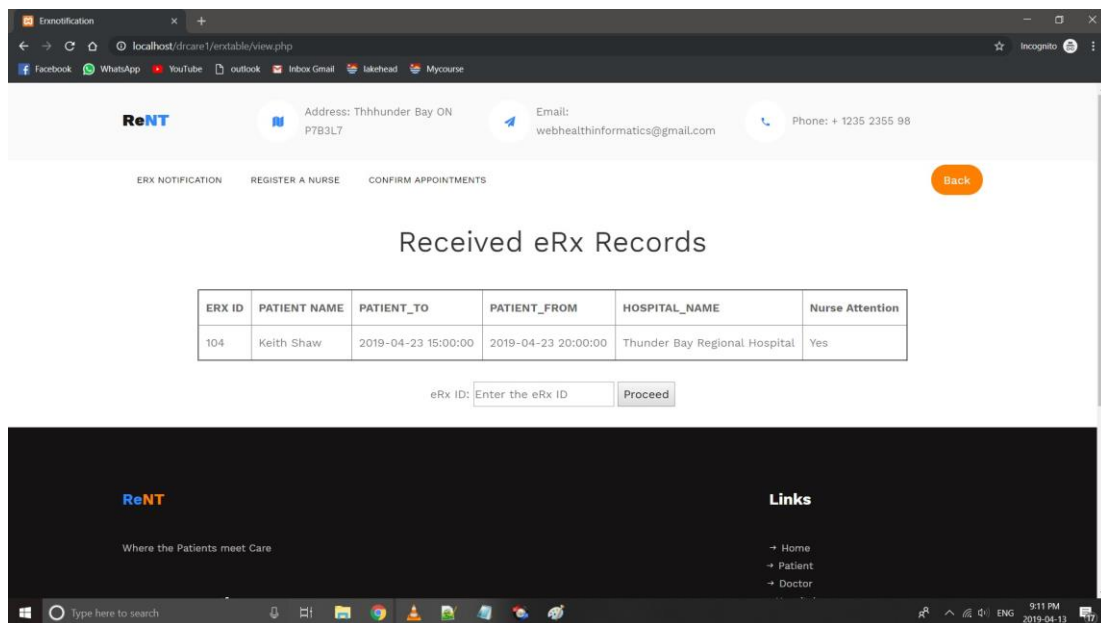 Erxnotification
localhost/drcare1/erxtable/view.php
Incognito
Facebook WhatsApp YouTube outlook Inbox Gmail lakehead Mycourse
ReNT
Address: Thhhunder Bay ON
P7B3L7
Email:
webhealthinformatics@gmail.com
Phone: + 1235 2355 98
ERX NOTIFICATION REGISTER A NURSE CONFIRM APPOINTMENTS Back
Received eRx Records
ERX ID PATIENT NAME PATIENT_TO PATIENT_FROM HOSPITAL_NAME Nurse Attention
104 Keith Shaw 2019-04-23 15:00:00 2019-04-23 20:00:00 Thunder Bay Regional Hospital Yes
eRx ID: Enter the eRx ID Proceed
ReNT Links
Where the Patients meet Care → Home
→ Patient
→ Doctor
Type here to search ENG 9:11 PM
2019-04-13 17